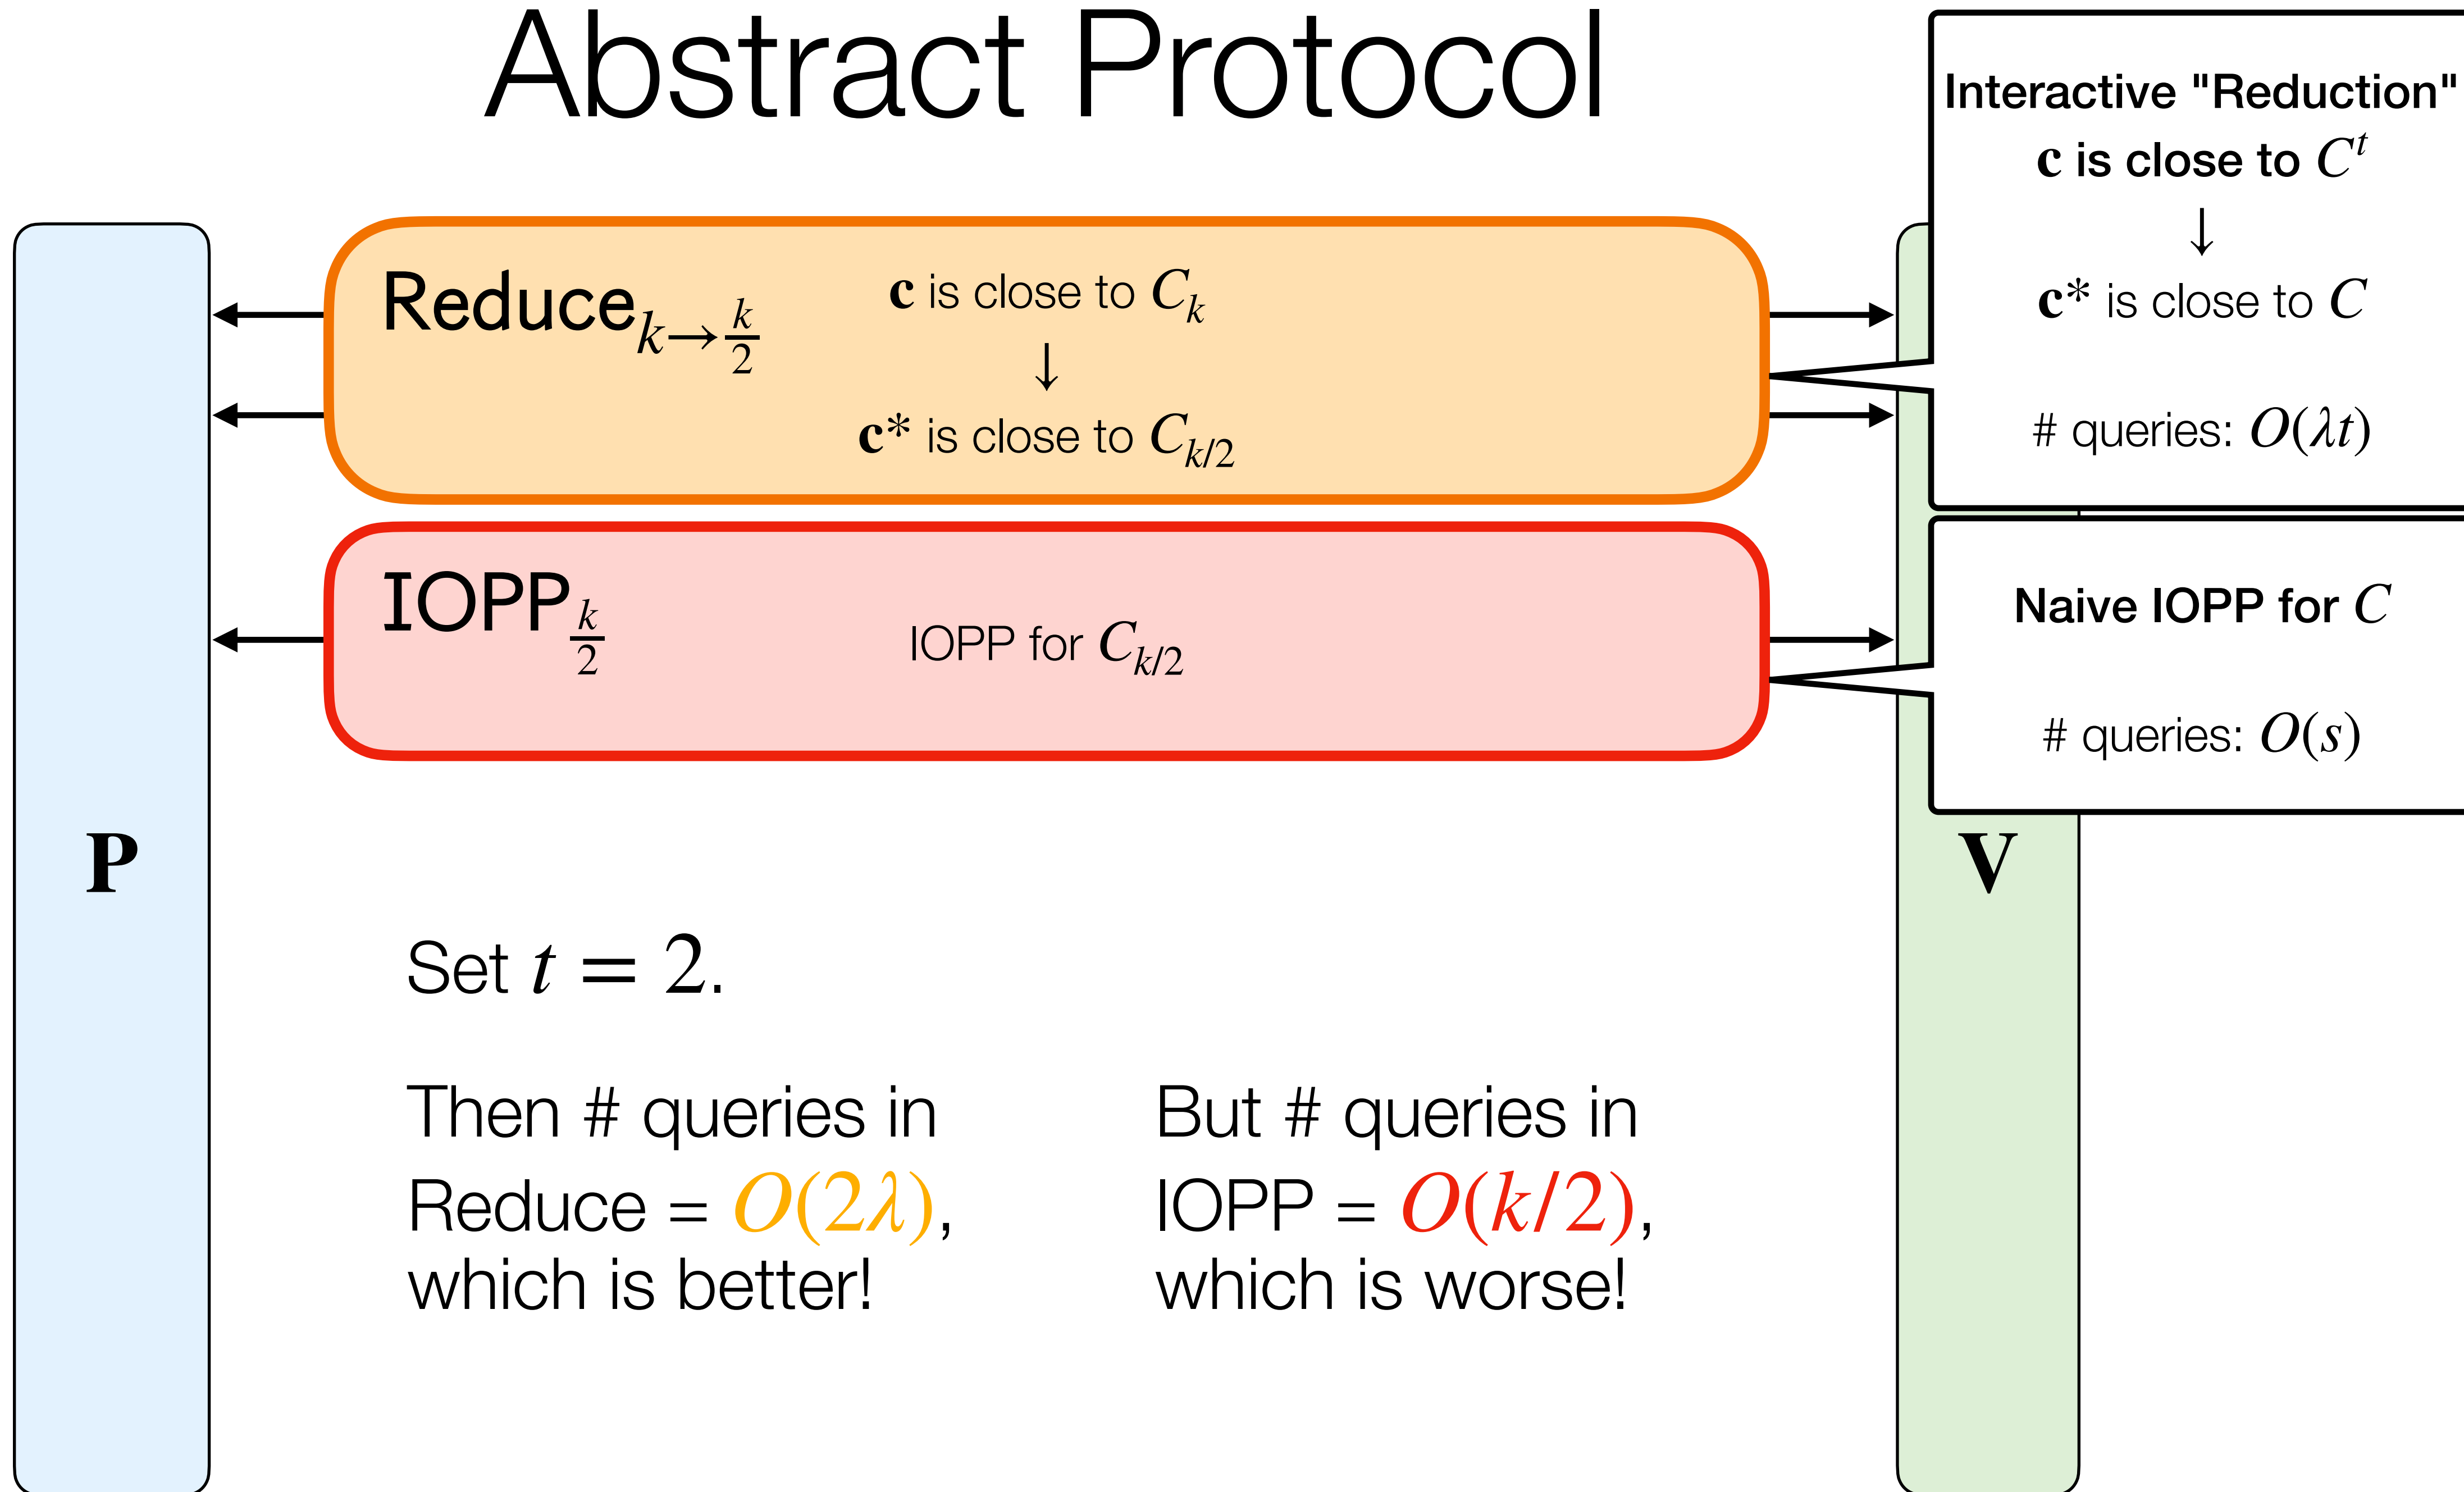 Abstract Protocol
Interactive "Reduction"
c is close to C^t
↓
c* is close to C
# queries: O(λt)
Reduce_{k→k/2}
c is close to C_k
↓
c* is close to C_{k/2}
IOPP_{k/2}
IOPP for C_{k/2}
Naive IOPP for C
# queries: O(s)
P
V
Set t = 2.
Then # queries in
Reduce = O(2λ),
which is better!
But # queries in
IOPP = O(k/2),
which is worse!